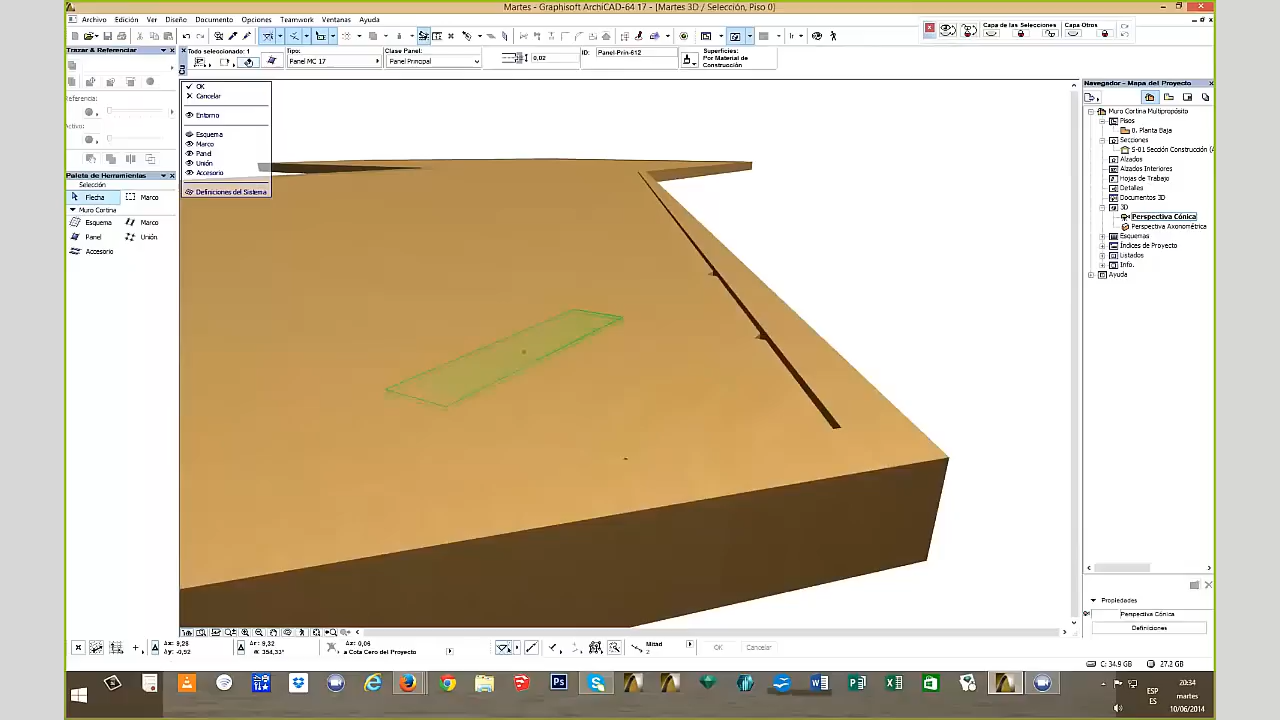 Martes - Graphisoft ArchiCAD-64 17 - [Martes 3D / Selección, Piso 0]
Archivo Edición Ver Diseño Documento Opciones Teamwork Ventanas Ayuda
Capa de las Selecciones Capa Otros
Trazar & Referenciar
Todo seleccionado: 1
Tipo:
Panel MC 17
Clase Panel:
Panel Principal
0,02
ID:
Panel-Prin-612
Superficies:
Por Material de
Construcción
Referencia:
Activo:
OK
Cancelar
Entorno
Esquema
Marco
Panel
Unión
Accesorio
Definiciones del Sistema
Paleta de Herramientas
Selección
Flecha Marco
Muro Cortina
Esquema Marco
Panel Unión
Accesorio
Navegador - Mapa del Proyecto
Muro Cortina Multipropósito
Pisos
0. Planta Baja
Secciones
S-01 Sección Construcción (A
Alzados
Alzados Interiores
Hojas de Trabajo
Detalles
Documentos 3D
3D
Perspectiva Cónica
Perspectiva Axonométrica
Esquemas
Índices de Proyecto
Listados
Info.
Ayuda
Propiedades
Perspectiva Cónica
Definiciones
a Cota Cero del Proyecto
Mitad
2
OK Cancelar
C: 34.9 GB 27.2 GB
20:34
ESP
ES
martes
10/06/2014